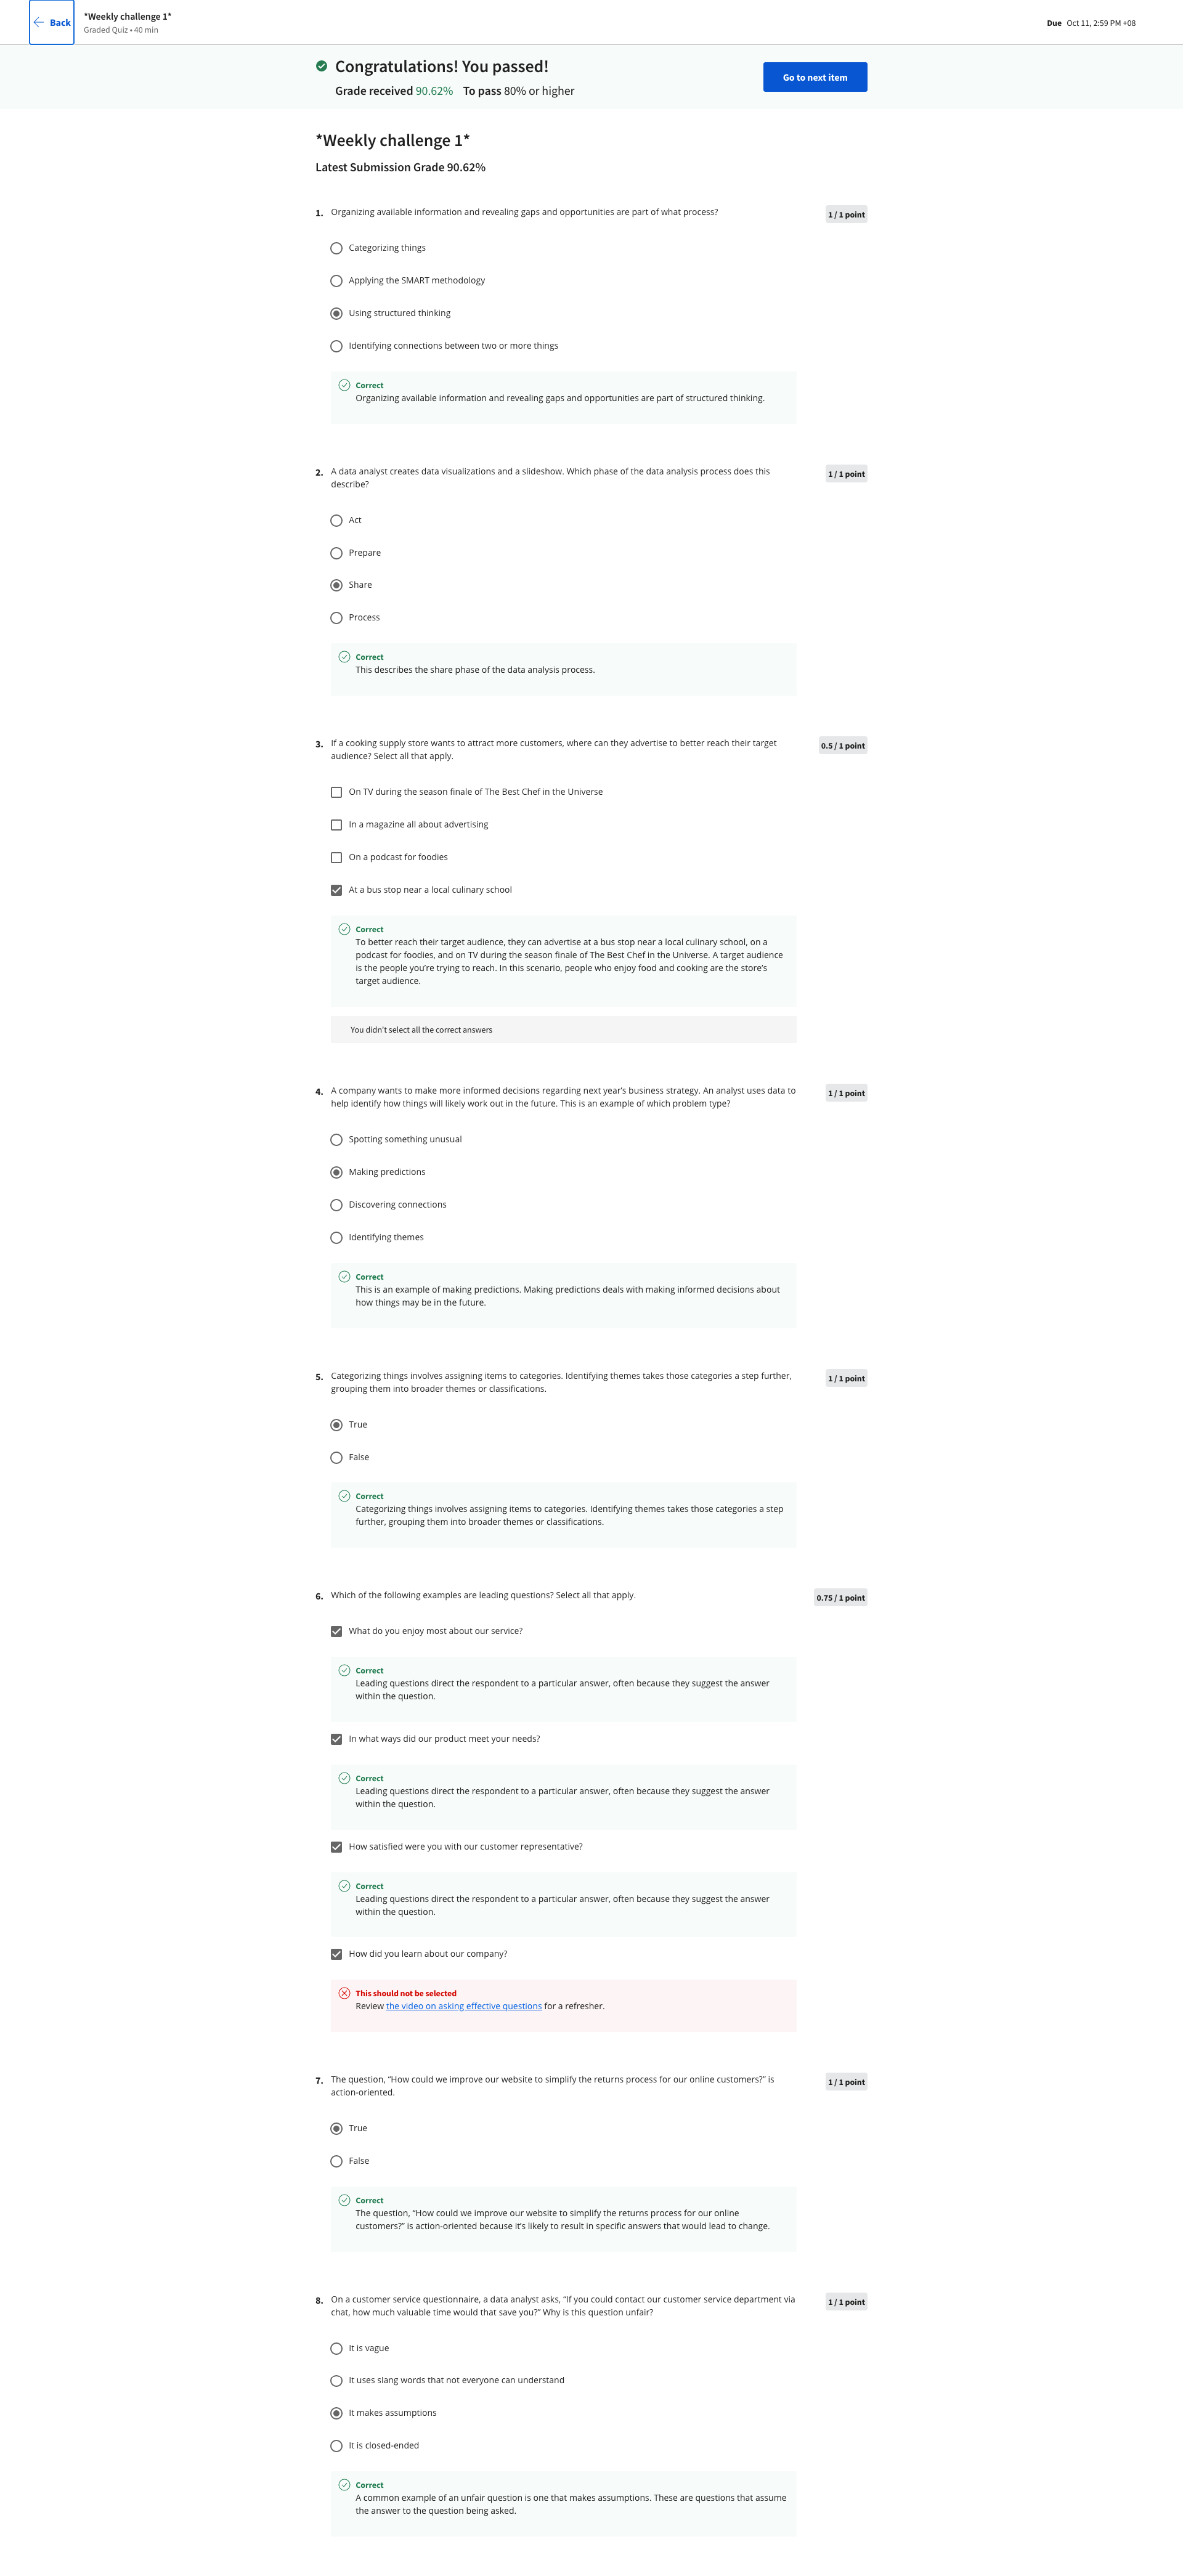 Back
*Weekly challenge 1*
Graded Quiz • 40 min
Due Oct 11, 2:59 PM +08
Congratulations! You passed!
Grade received 90.62% To pass 80% or higher
Go to next item
*Weekly challenge 1*
Latest Submission Grade 90.62%
1. Organizing available information and revealing gaps and opportunities are part of what process?
1 / 1 point
Categorizing things
Applying the SMART methodology
Using structured thinking
Identifying connections between two or more things
Correct
Organizing available information and revealing gaps and opportunities are part of structured thinking.
2. A data analyst creates data visualizations and a slideshow. Which phase of the data analysis process does this
describe?
1 / 1 point
Act
Prepare
Share
Process
Correct
This describes the share phase of the data analysis process.
3. If a cooking supply store wants to attract more customers, where can they advertise to better reach their target
audience? Select all that apply.
0.5 / 1 point
On TV during the season finale of The Best Chef in the Universe
In a magazine all about advertising
On a podcast for foodies
At a bus stop near a local culinary school
Correct
To better reach their target audience, they can advertise at a bus stop near a local culinary school, on a
podcast for foodies, and on TV during the season finale of The Best Chef in the Universe. A target audience
is the people you're trying to reach. In this scenario, people who enjoy food and cooking are the store's
target audience.
You didn't select all the correct answers
4. A company wants to make more informed decisions regarding next year's business strategy. An analyst uses data to
help identify how things will likely work out in the future. This is an example of which problem type?
1 / 1 point
Spotting something unusual
Making predictions
Discovering connections
Identifying themes
Correct
This is an example of making predictions. Making predictions deals with making informed decisions about
how things may be in the future.
5. Categorizing things involves assigning items to categories. Identifying themes takes those categories a step further,
grouping them into broader themes or classifications.
1 / 1 point
True
False
Correct
Categorizing things involves assigning items to categories. Identifying themes takes those categories a step
further, grouping them into broader themes or classifications.
6. Which of the following examples are leading questions? Select all that apply.
0.75 / 1 point
What do you enjoy most about our service?
Correct
Leading questions direct the respondent to a particular answer, often because they suggest the answer
within the question.
In what ways did our product meet your needs?
Correct
Leading questions direct the respondent to a particular answer, often because they suggest the answer
within the question.
How satisfied were you with our customer representative?
Correct
Leading questions direct the respondent to a particular answer, often because they suggest the answer
within the question.
How did you learn about our company?
This should not be selected
Review the video on asking effective questions for a refresher.
7. The question, "How could we improve our website to simplify the returns process for our online customers?" is
action-oriented.
1 / 1 point
True
False
Correct
The question, "How could we improve our website to simplify the returns process for our online
customers?" is action-oriented because it's likely to result in specific answers that would lead to change.
8. On a customer service questionnaire, a data analyst asks, "If you could contact our customer service department via
chat, how much valuable time would that save you?" Why is this question unfair?
1 / 1 point
It is vague
It uses slang words that not everyone can understand
It makes assumptions
It is closed-ended
Correct
A common example of an unfair question is one that makes assumptions. These are questions that assume
the answer to the question being asked.